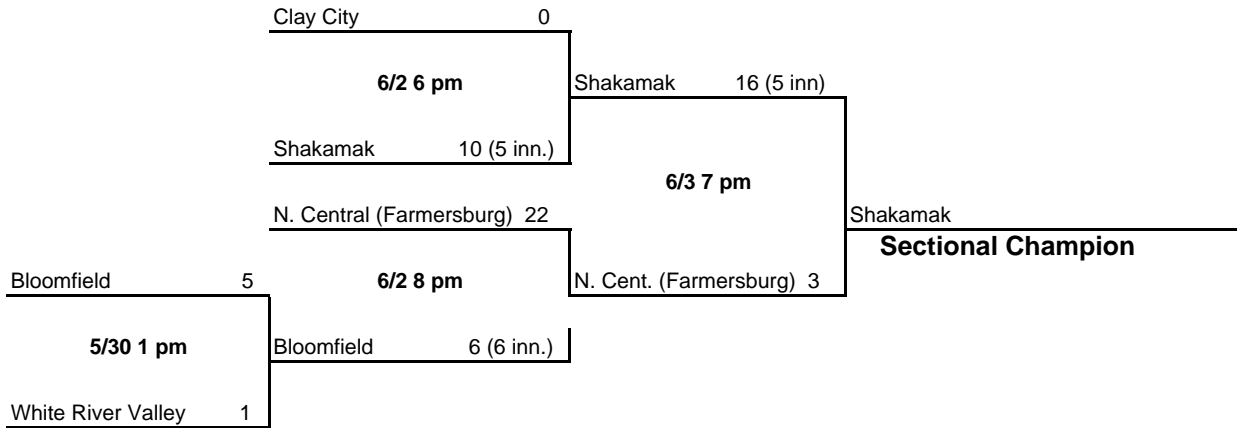 Clay City 0
6/2 6 pm
Shakamak 16 (5 inn)
Shakamak 10 (5 inn.)
6/3 7 pm
N. Central (Farmersburg) 22
Shakamak
Sectional Champion
Bloomfield 5
6/2 8 pm
N. Cent. (Farmersburg) 3
5/30 1 pm
Bloomfield 6 (6 inn.)
White River Valley 1